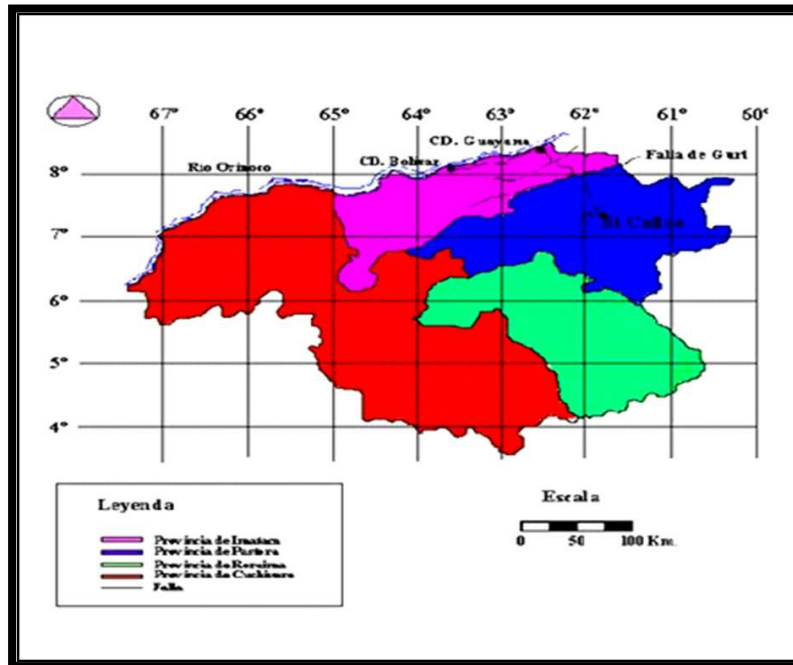 67° 66° 65° 64° 63° 62° 61° 60°
CD. Guayana
Falla de Guri
CD. Bolivar
Rio Orinoco
8°
El Callao
7°
6°
5°
4°
Leyenda
Escala
Provincia de Imataca
Provincia de Pastora
Provincia de Roraima
Provincia de Cuchivero
Falla
0 50 100 Km.